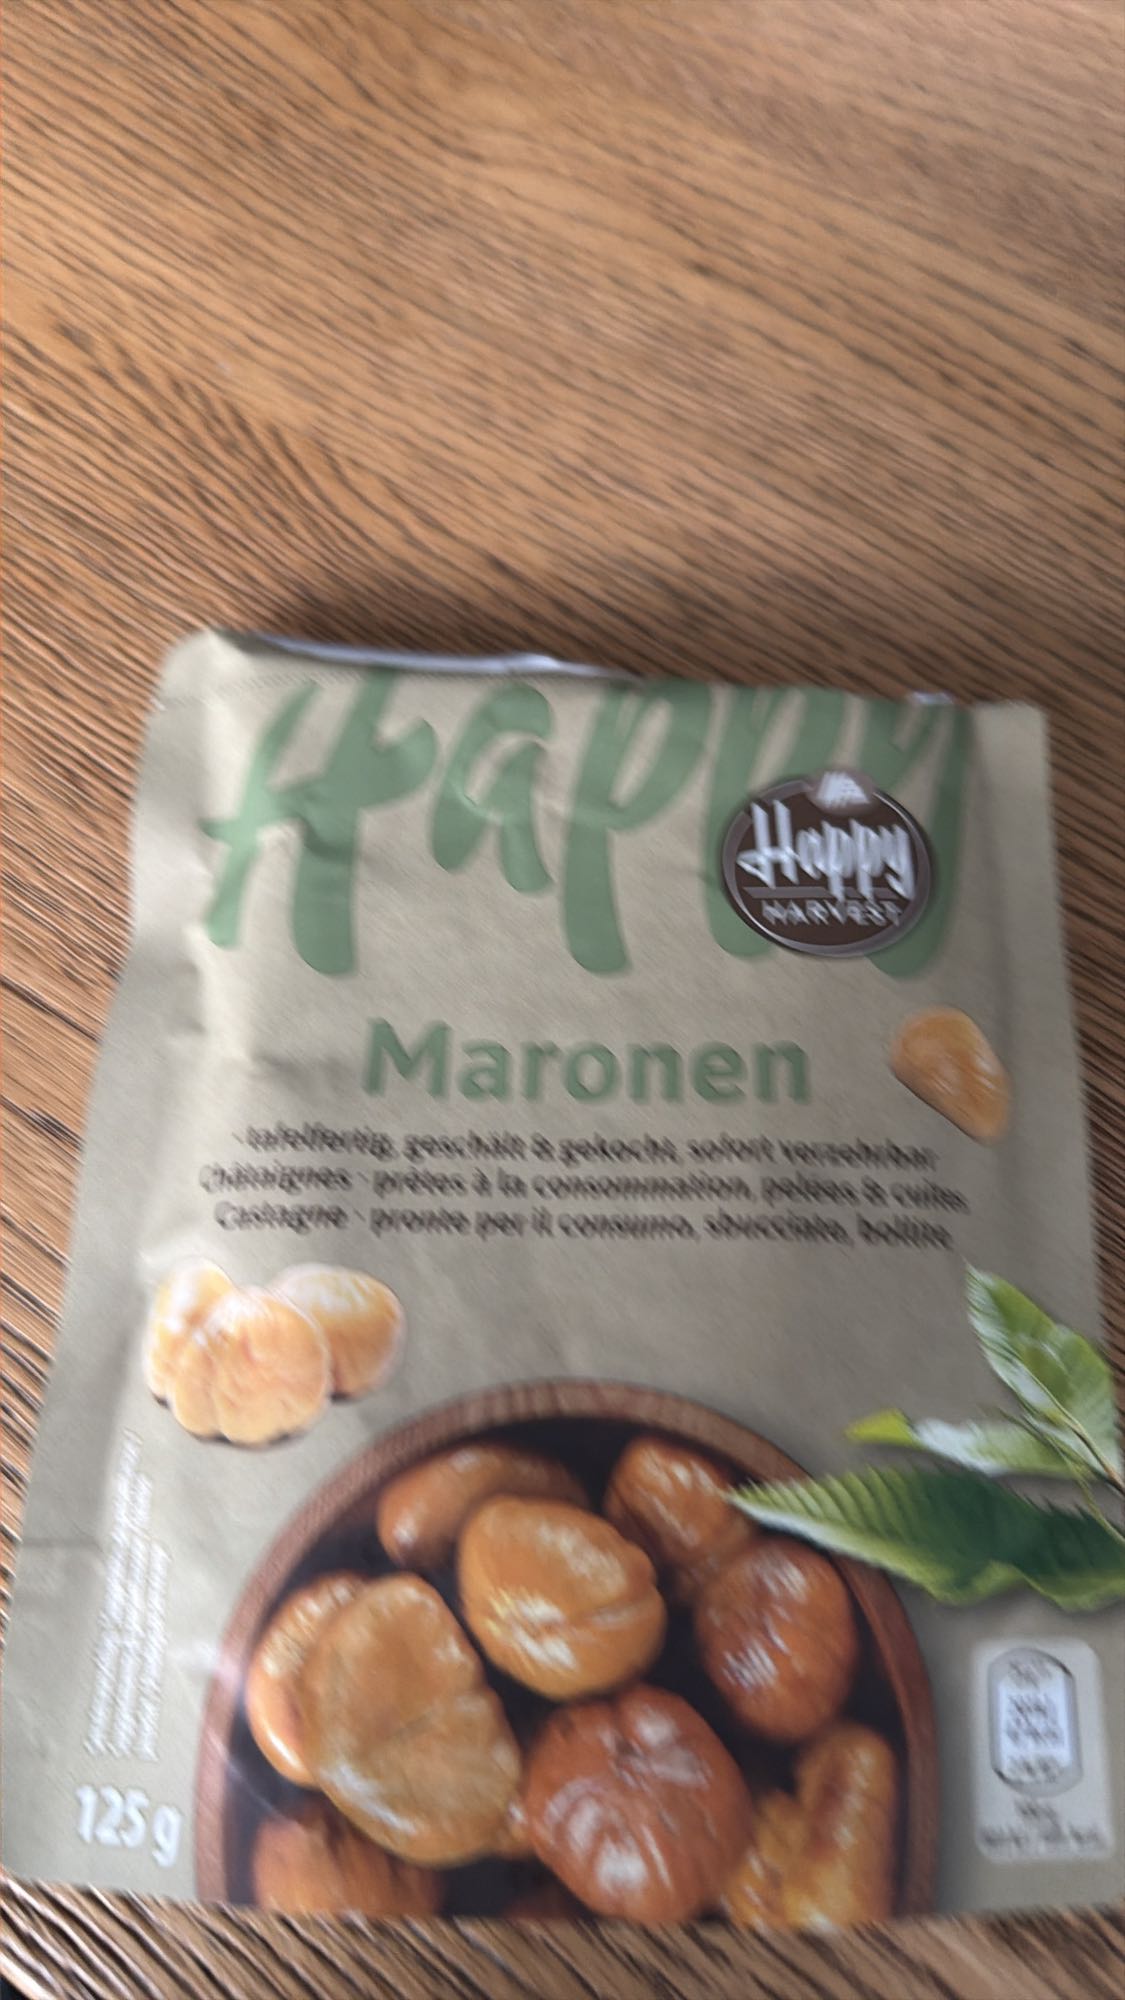 Happy
Happy
HARVEST
Maronen
- tafelfertig, geschält & gekocht, sofort verzehrbar.
Châtaignes - prêtes à la consommation, pelées & cuites.
Castagne - pronte per il consumo, sbucciate, bollite.
125 g